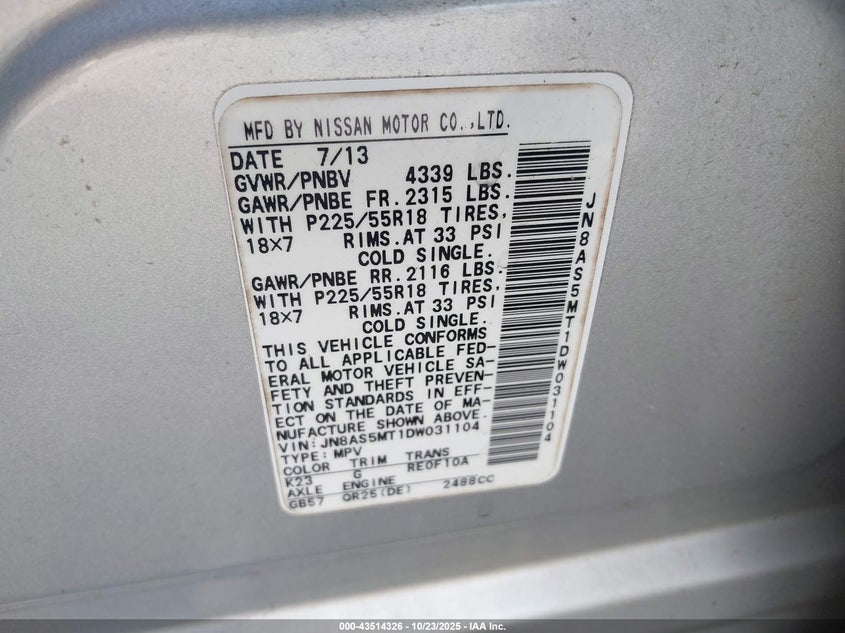 MFD BY NISSAN MOTOR CO.,LTD.
DATE 7/13
GVWR/PNBV 4339 LBS.
GAWR/PNBE FR.2315 LBS.
WITH P225/55R18 TIRES,
18×7 RIMS.AT 33 PSI
COLD SINGLE.
GAWR/PNBE RR.2116 LBS.
WITH P225/55R18 TIRES,
18×7 RIMS.AT 33 PSI
COLD SINGLE.
THIS VEHICLE CONFORMS
TO ALL APPLICABLE FED-
ERAL MOTOR VEHICLE SA-
FETY AND THEFT PREVEN-
TION STANDARDS IN EFF-
ECT ON THE DATE OF MA-
NUFACTURE SHOWN ABOVE.
VIN:JN8AS5MT1DW031104
TYPE:MPV
COLOR TRIM TRANS
K23 G RE0F10A
AXLE ENGINE
GB57 QR25(DE) 2488CC
JN8AS5MT1DW031104
000-43514326 - 10/23/2025 - IAA Inc.